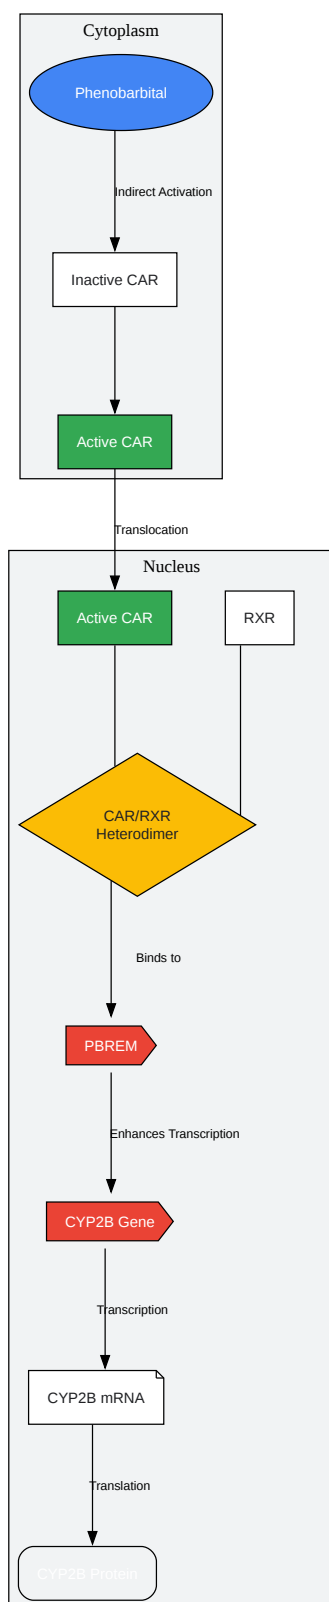 Cytoplasm
Phenobarbital
Indirect Activation
Inactive CAR
Active CAR
Translocation
Nucleus
Active CAR
RXR
CAR/RXR
Heterodimer
Binds to
PBREM
Enhances Transcription
CYP2B Gene
Transcription
CYP2B mRNA
Translation
CYP2B Protein